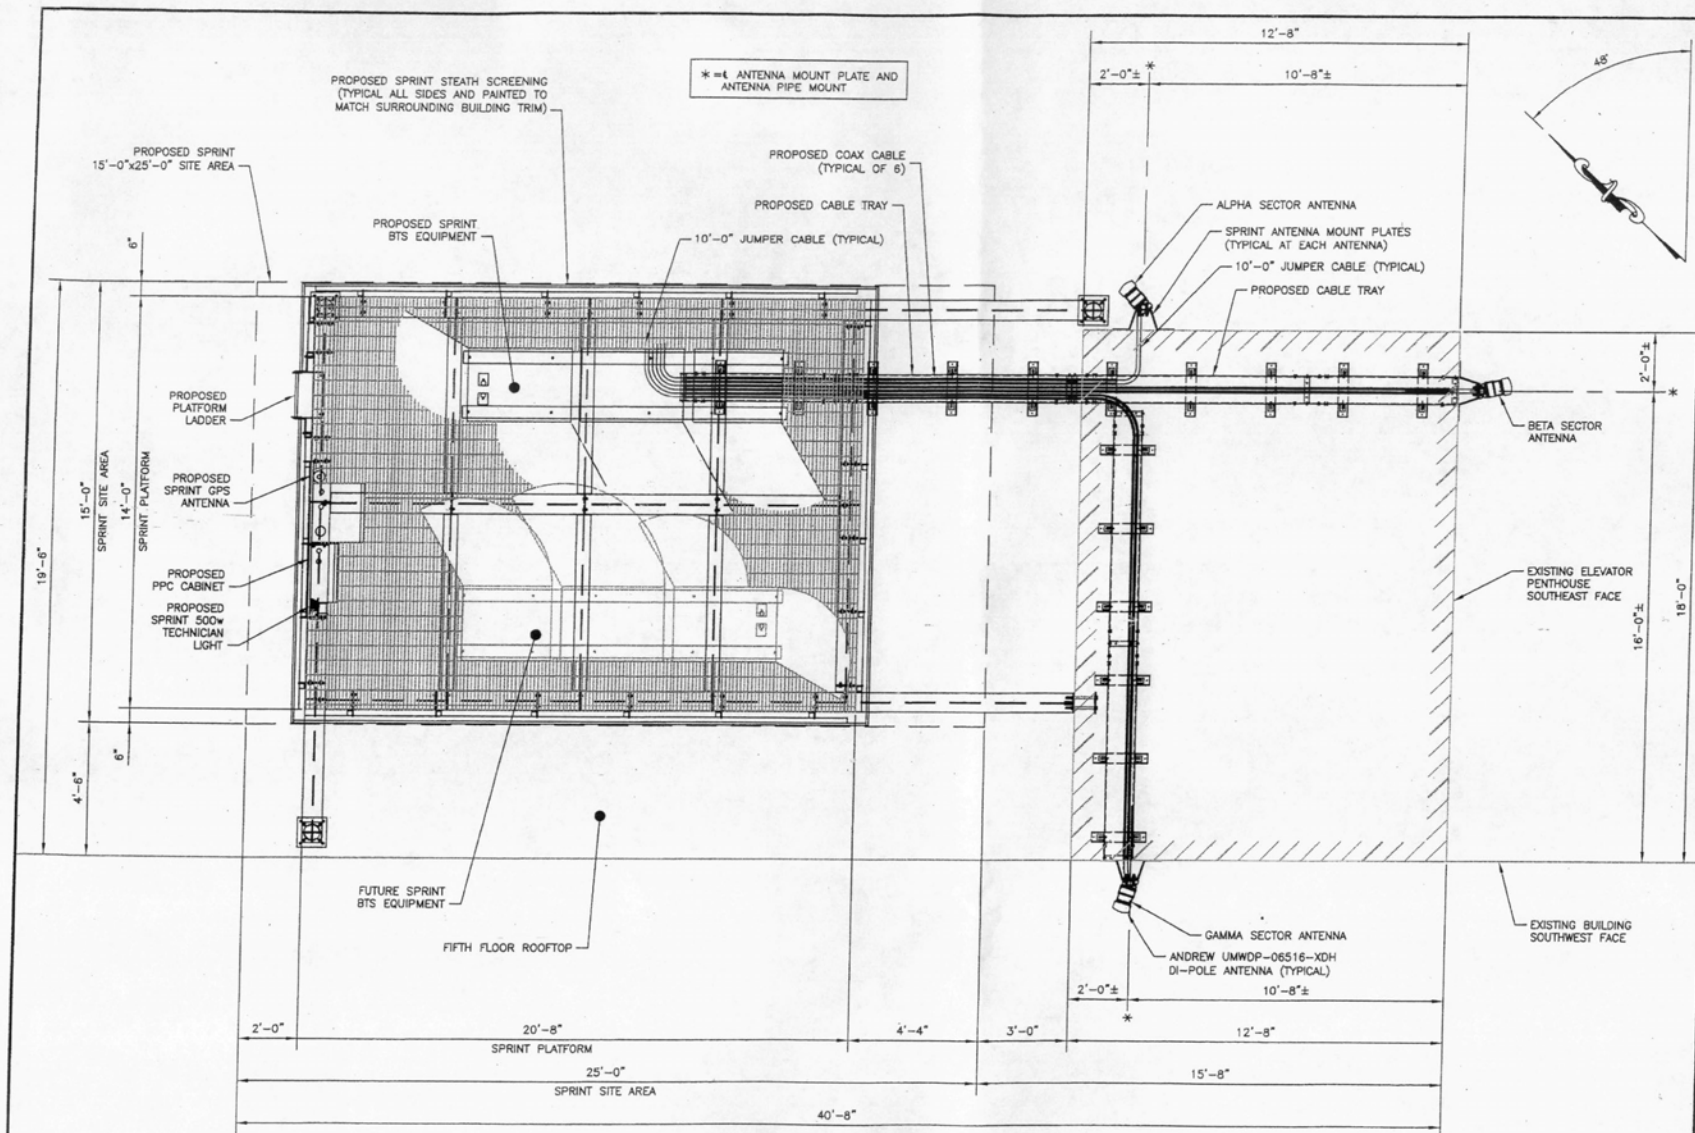 12'-8"
2'-0"±
*
10'-8"±
48'
* =℄ ANTENNA MOUNT PLATE AND
ANTENNA PIPE MOUNT
PROPOSED SPRINT STEATH SCREENING
(TYPICAL ALL SIDES AND PAINTED TO
MATCH SURROUNDING BUILDING TRIM)
PROPOSED SPRINT
15'-0"x25'-0" SITE AREA
PROPOSED COAX CABLE
(TYPICAL OF 6)
PROPOSED CABLE TRAY
PROPOSED SPRINT
BTS EQUIPMENT
10'-0" JUMPER CABLE (TYPICAL)
ALPHA SECTOR ANTENNA
SPRINT ANTENNA MOUNT PLATES
(TYPICAL AT EACH ANTENNA)
10'-0" JUMPER CABLE (TYPICAL)
PROPOSED CABLE TRAY
6"
2'-0"±
*
BETA SECTOR
ANTENNA
PROPOSED
PLATFORM
LADDER
PROPOSED
SPRINT GPS
ANTENNA
19'-6"
15'-0"
SPRINT SITE AREA
14'-0"
SPRINT PLATFORM
PROPOSED
PPC CABINET
PROPOSED
SPRINT 500w
TECHNICIAN
LIGHT
EXISTING ELEVATOR
PENTHOUSE
SOUTHEAST FACE
16'-0"±
18'-0"
6"
4'-6"
FUTURE SPRINT
BTS EQUIPMENT
FIFTH FLOOR ROOFTOP
GAMMA SECTOR ANTENNA
ANDREW UMWDP-06516-XDH
DI-POLE ANTENNA (TYPICAL)
EXISTING BUILDING
SOUTHWEST FACE
2'-0"±
10'-8"±
*
2'-0"
20'-8"
SPRINT PLATFORM
4'-4"
3'-0"
12'-8"
25'-0"
SPRINT SITE AREA
15'-8"
40'-8"